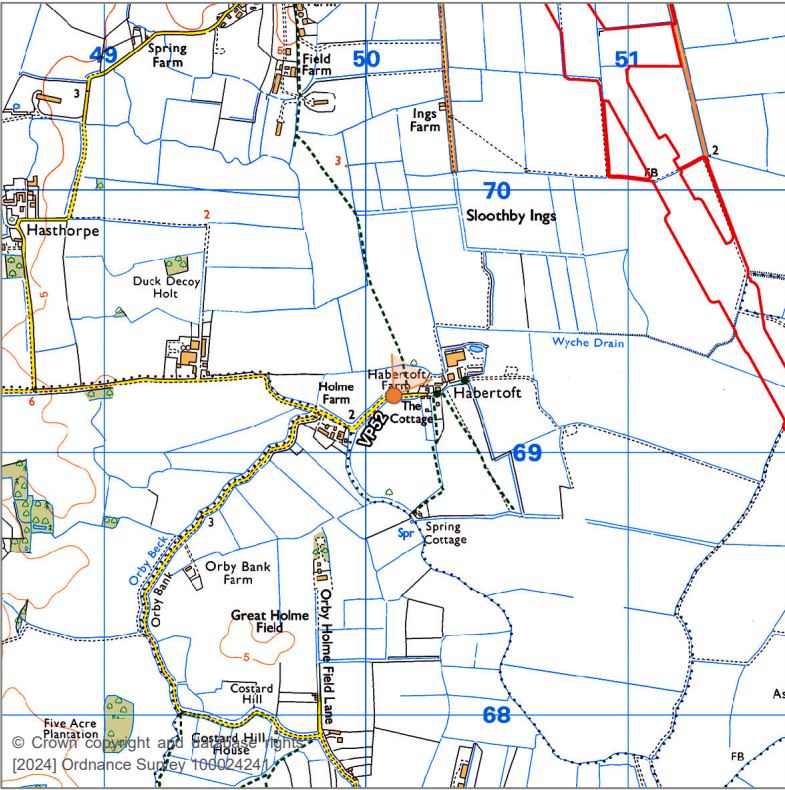 Farm
49
Spring
Farm
5
Field
Farm
50
51
3
Ings
Farm
2
3
FB
70
Sloothby Ings
2
Hasthorpe
Duck Decoy
Holt
5
Wyche Drain
Habertoft
Farm
Holme
Farm
2
The
Cottage
Habertoft
6
VP52
69
3
Spr
Spring
Cottage
Orby Beck
Orby Bank
Orby Bank
Farm
Great Holme
Field
5
Orby Holme Field Lane
Costard
Hill
68
Five Acre
Plantation
Costard Hill
House
As
FB
© Crown copyright and database rights
[2024] Ordnance Survey 100024241